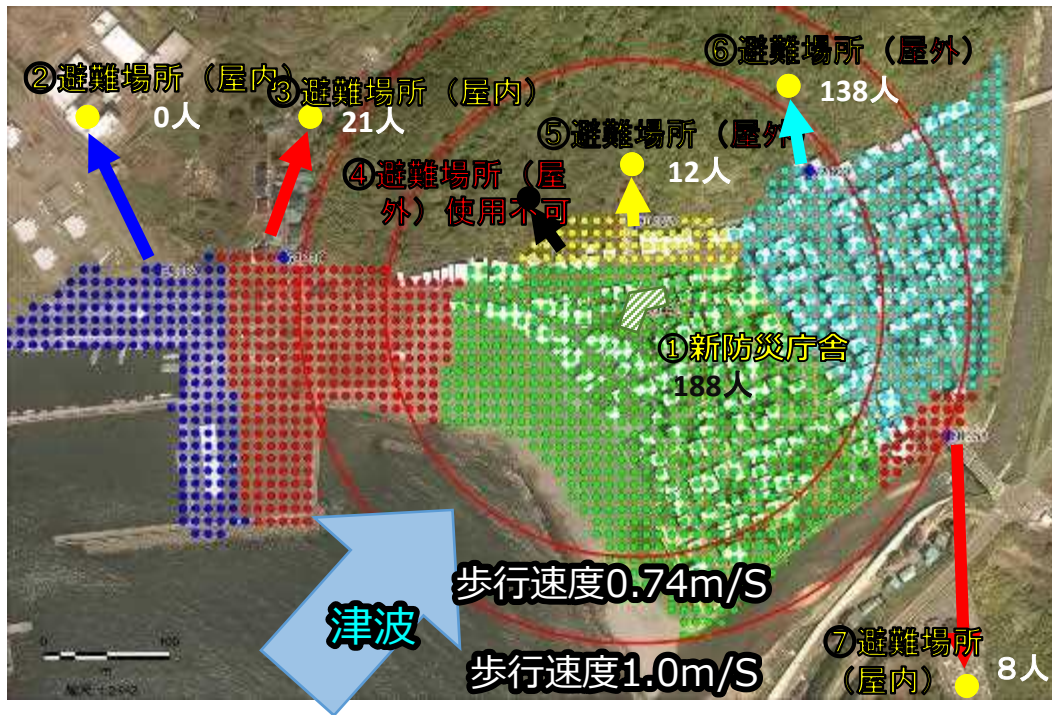 ⑥避難場所（屋外）
138人
②避難場所（屋内）
0人
③避難場所（屋内）
21人
⑤避難場所（屋外）
12人
④避難場所（屋
外）使用不可
①新防災庁舎
188人
歩行速度0.74m/S
津波
歩行速度1.0m/S
⑦避難場所
（屋内）
8人
0
100
m